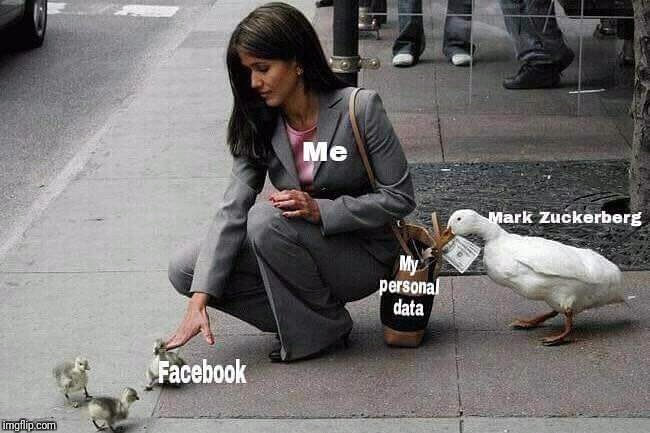 Me
Mark Zuckerberg
My
personal
data
Facebook
imgflip.com